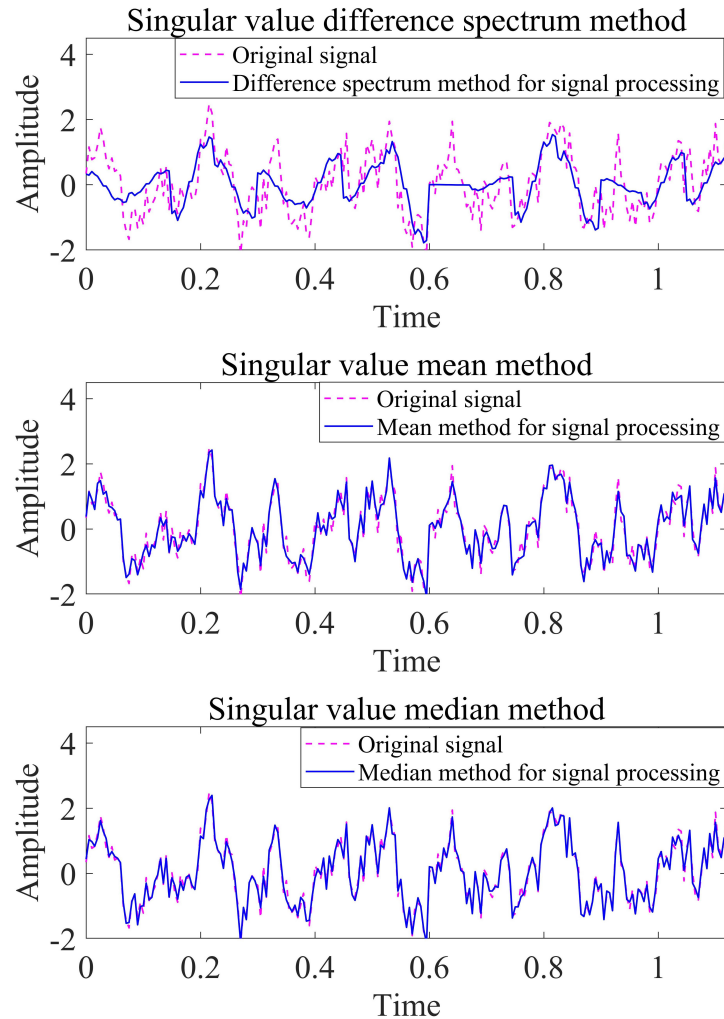 Singular value difference spectrum method
Original signal
Difference spectrum method for signal processing
4
2
0
-2
Amplitude
0 0.2 0.4 0.6 0.8 1
Time
Singular value mean method
Original signal
Mean method for signal processing
4
2
0
-2
Amplitude
0 0.2 0.4 0.6 0.8 1
Time
Singular value median method
Original signal
Median method for signal processing
4
2
0
-2
Amplitude
0 0.2 0.4 0.6 0.8 1
Time